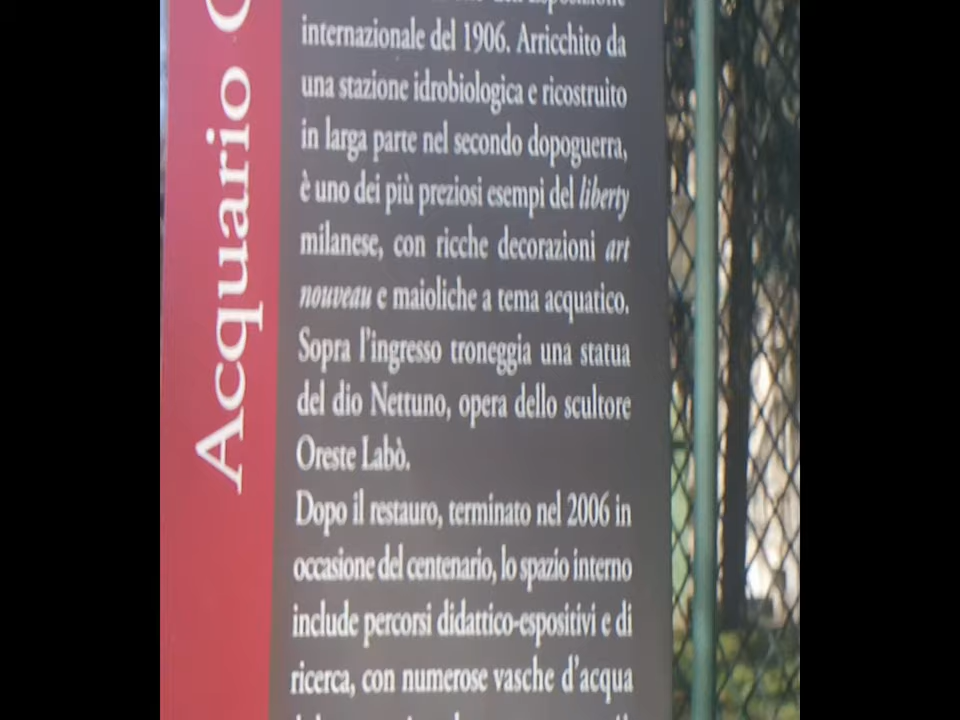 Acquario
dell'Esposizione
internazionale del 1906. Arricchito da
una stazione idrobiologica e ricostruito
in larga parte nel secondo dopoguerra,
è uno dei più preziosi esempi del liberty
milanese, con ricche decorazioni art
nouveau e maioliche a tema acquatico.
Sopra l'ingresso troneggia una statua
del dio Nettuno, opera dello scultore
Oreste Labò.
Dopo il restauro, terminato nel 2006 in
occasione del centenario, lo spazio interno
include percorsi didattico-espositivi e di
ricerca, con numerose vasche d'acqua